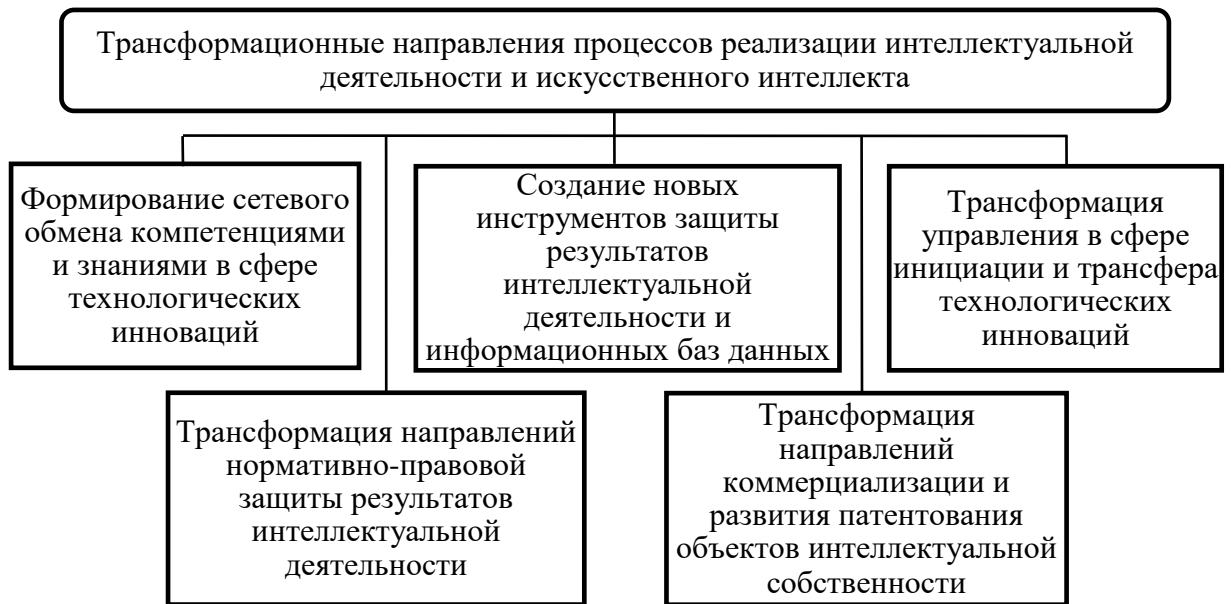 Трансформационные направления процессов реализации интеллектуальной
деятельности и искусственного интеллекта
Формирование сетевого
обмена компетенциями
и знаниями в сфере
технологических
инноваций
Создание новых
инструментов защиты
результатов
интеллектуальной
деятельности и
информационных баз данных
Трансформация
управления в сфере
инициации и трансфера
технологических
инноваций
Трансформация направлений
нормативно-правовой
защиты результатов
интеллектуальной
деятельности
Трансформация
направлений
коммерциализации и
развития патентования
объектов интеллектуальной
собственности